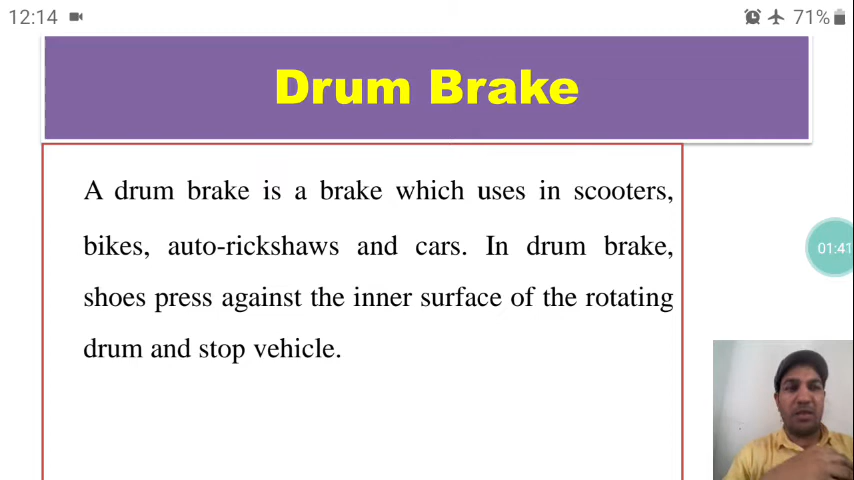 12:14
71%
Drum Brake
A drum brake is a brake which uses in scooters,
bikes, auto-rickshaws and cars. In drum brake,
shoes press against the inner surface of the rotating
drum and stop vehicle.
01:41